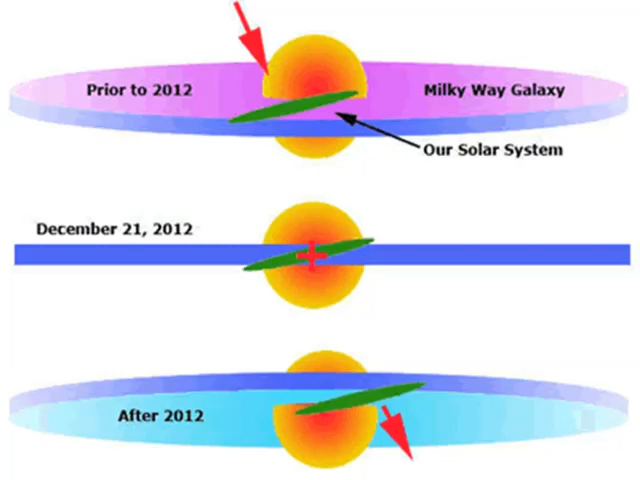 Prior to 2012
Milky Way Galaxy
Our Solar System
December 21, 2012
After 2012